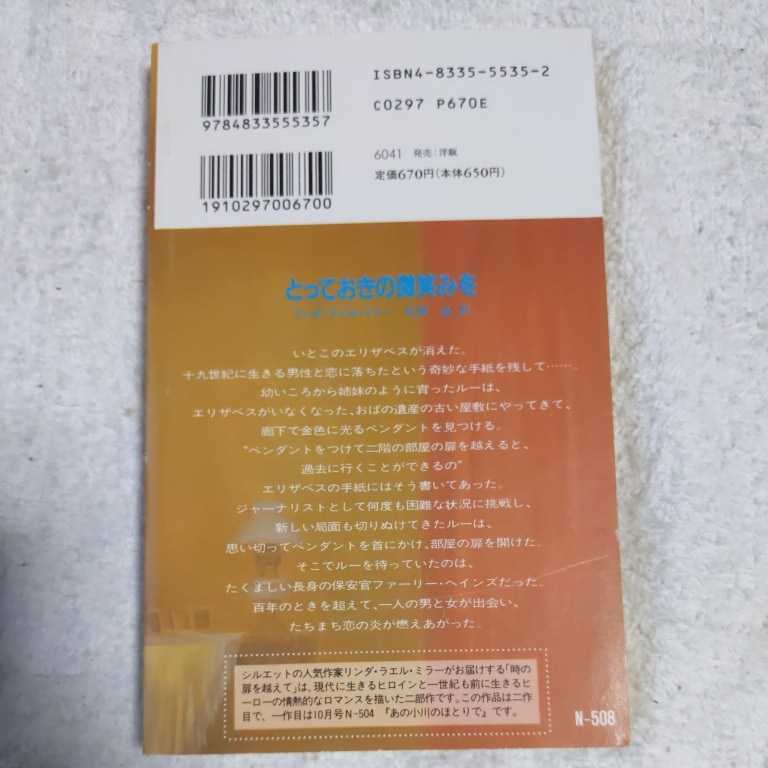 ISBN4-8335-5535-2
C0297 P670E
9784833555357
6041 発売:洋販
定価670円(本体650円)
1910297006700
とっておきの微笑みを
いとこのエリザベスが消えた。
十九世紀に生きる男性と恋に落ちたという奇妙な手紙を残して……。
幼いころから姉妹のように育ったルーは、
エリザベスがいなくなった、おばの遺産の古い屋敷にやってきて、
廊下で金色に光るペンダントを見つける。
"ペンダントをつけて二階の部屋の扉を越えると、
過去に行くことができるの"
エリザベスの手紙にはそう書いてあった。
ジャーナリストとして何度も困難な状況に挑戦し、
新しい局面も切りぬけてきたルーは、
思い切ってペンダントを首にかけ、部屋の扉を開けた。
そこでルーを待っていたのは、
たくましい長身の保安官ファーリー・ヘインズだった。
百年のときを超えて、一人の男と女が出会い、
たちまち恋の炎が燃えあがった。
シルエットの人気作家リンダ・ラエル・ミラーがお届けする「時の
扉を越えて」は、現代に生きるヒロインと一世紀も前に生きるヒ
ーローの情熱的なロマンスを描いた二部作です。この作品は二作
目で、一作目は10月号N-504 『あの小川のほとりで』です。
N-508